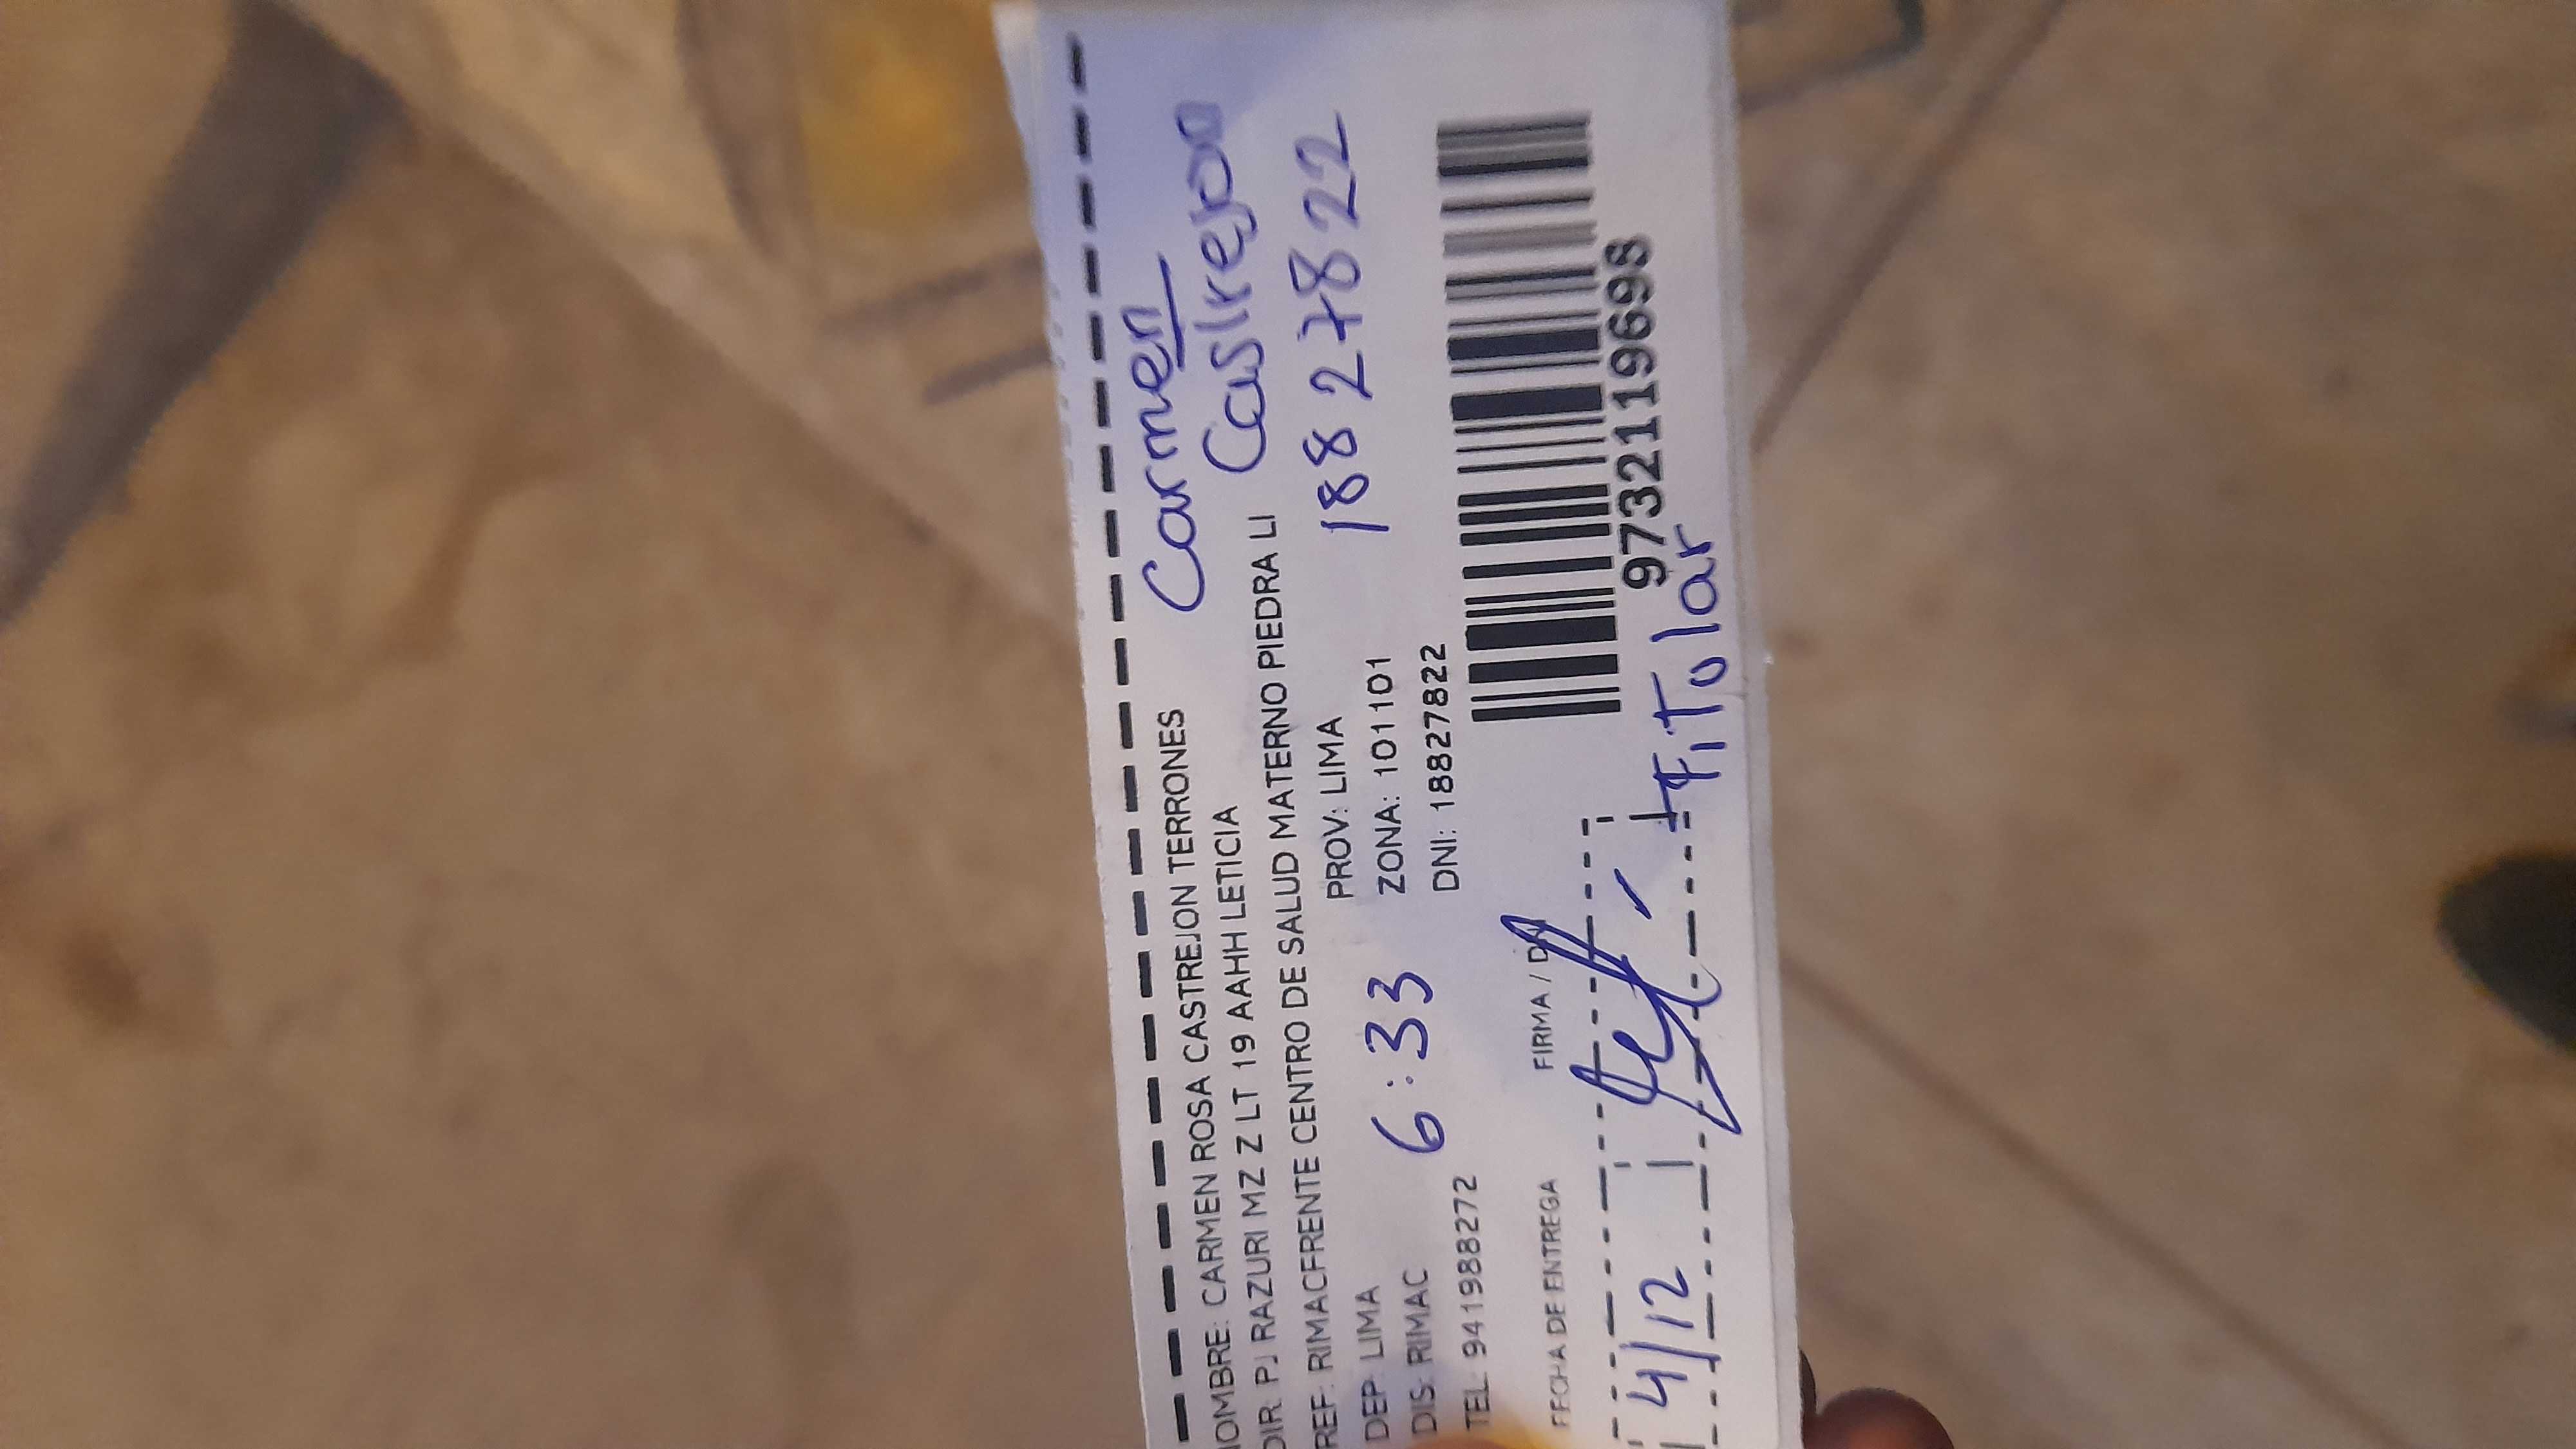 Carmen
OMBRE: CARMEN ROSA CASTREJON TERRONES
DIR: PJ RAZURI MZ Z LT 19 AAHH LETICIA
Castrejon
REF: RIMACFRENTE CENTRO DE SALUD MATERNO PIEDRA LI
18827822
DEP: LIMA PROV: LIMA
6:33
DIS: RIMAC ZONA: 101101
TEL: 941988272 DNI: 18827822
FECHA DE ENTREGA FIRMA / DN
9732119698
4/12 Titular